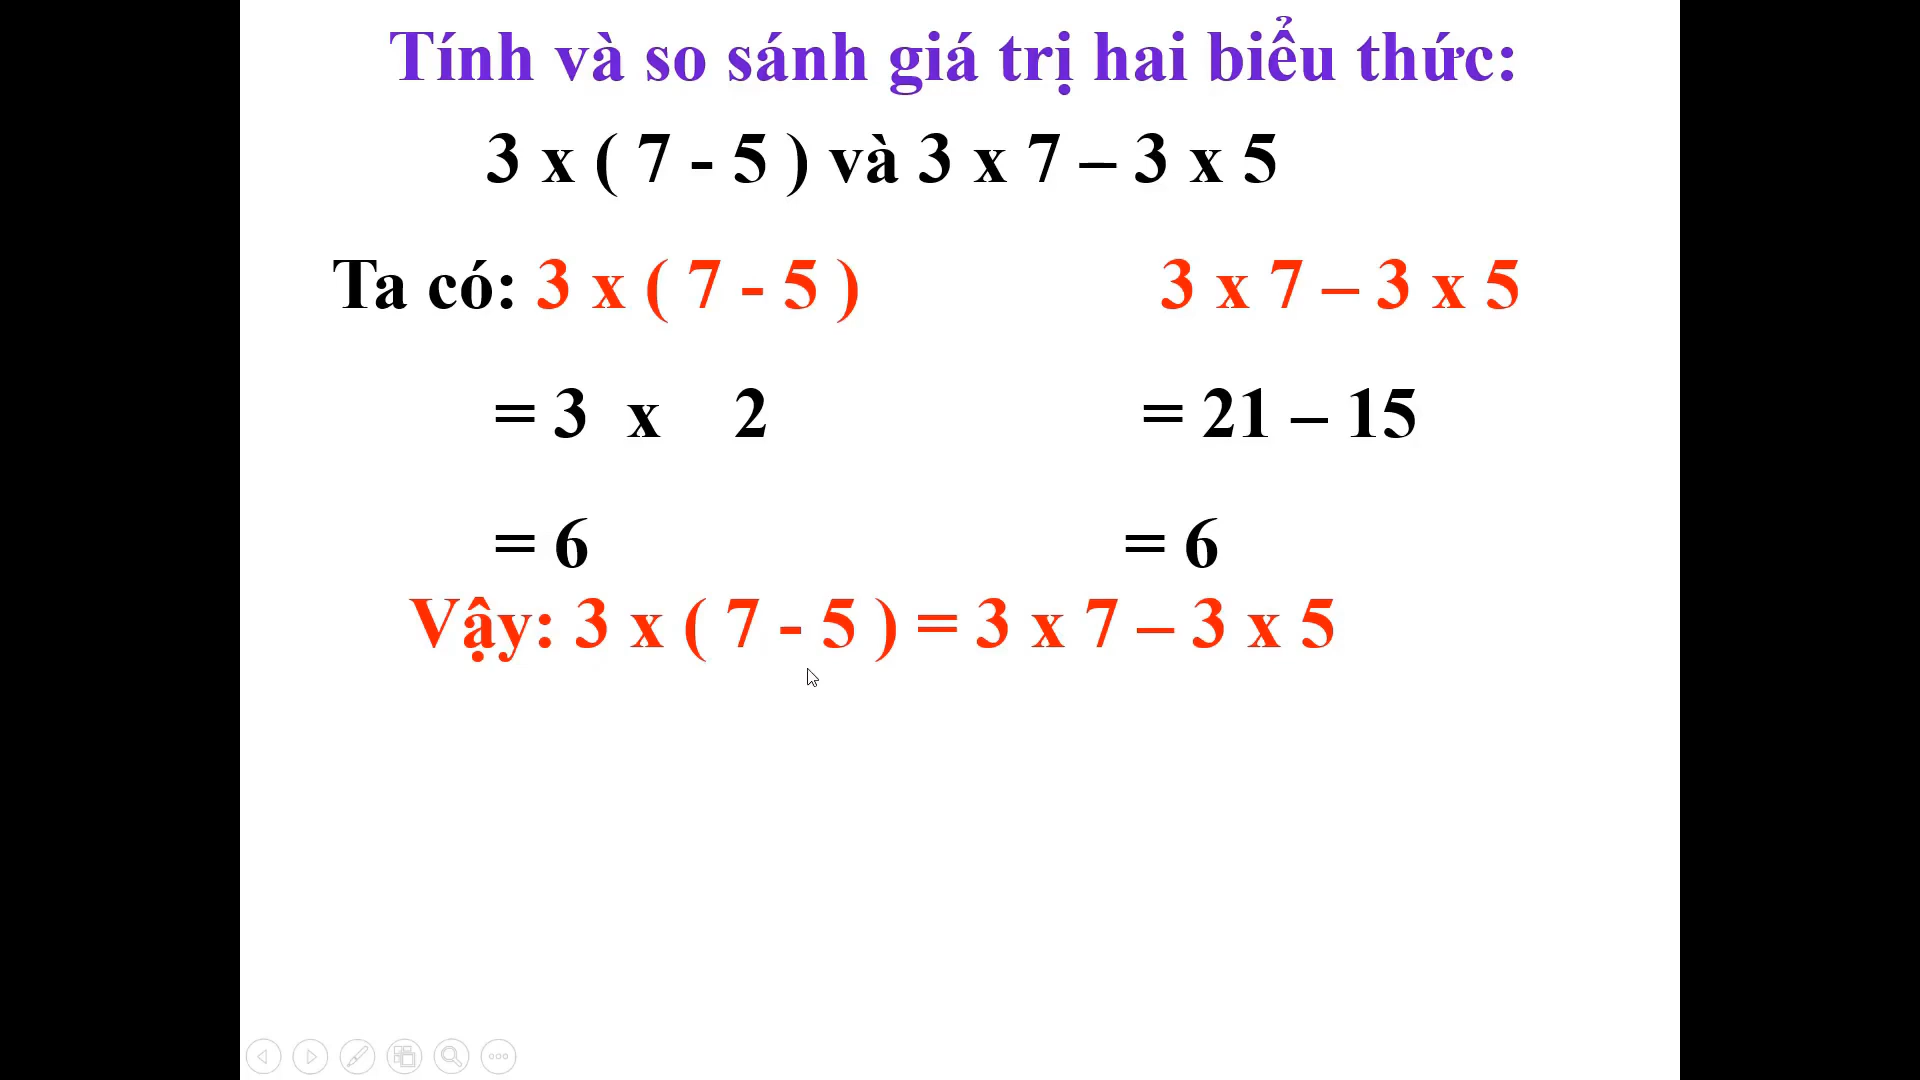 Tính và so sánh giá trị hai biểu thức:
3 x ( 7 - 5 ) và 3 x 7 – 3 x 5
Ta có: 3 x ( 7 - 5 ) 3 x 7 – 3 x 5
= 3 x 2 = 21 – 15
= 6 = 6
Vậy: 3 x ( 7 - 5 ) = 3 x 7 – 3 x 5